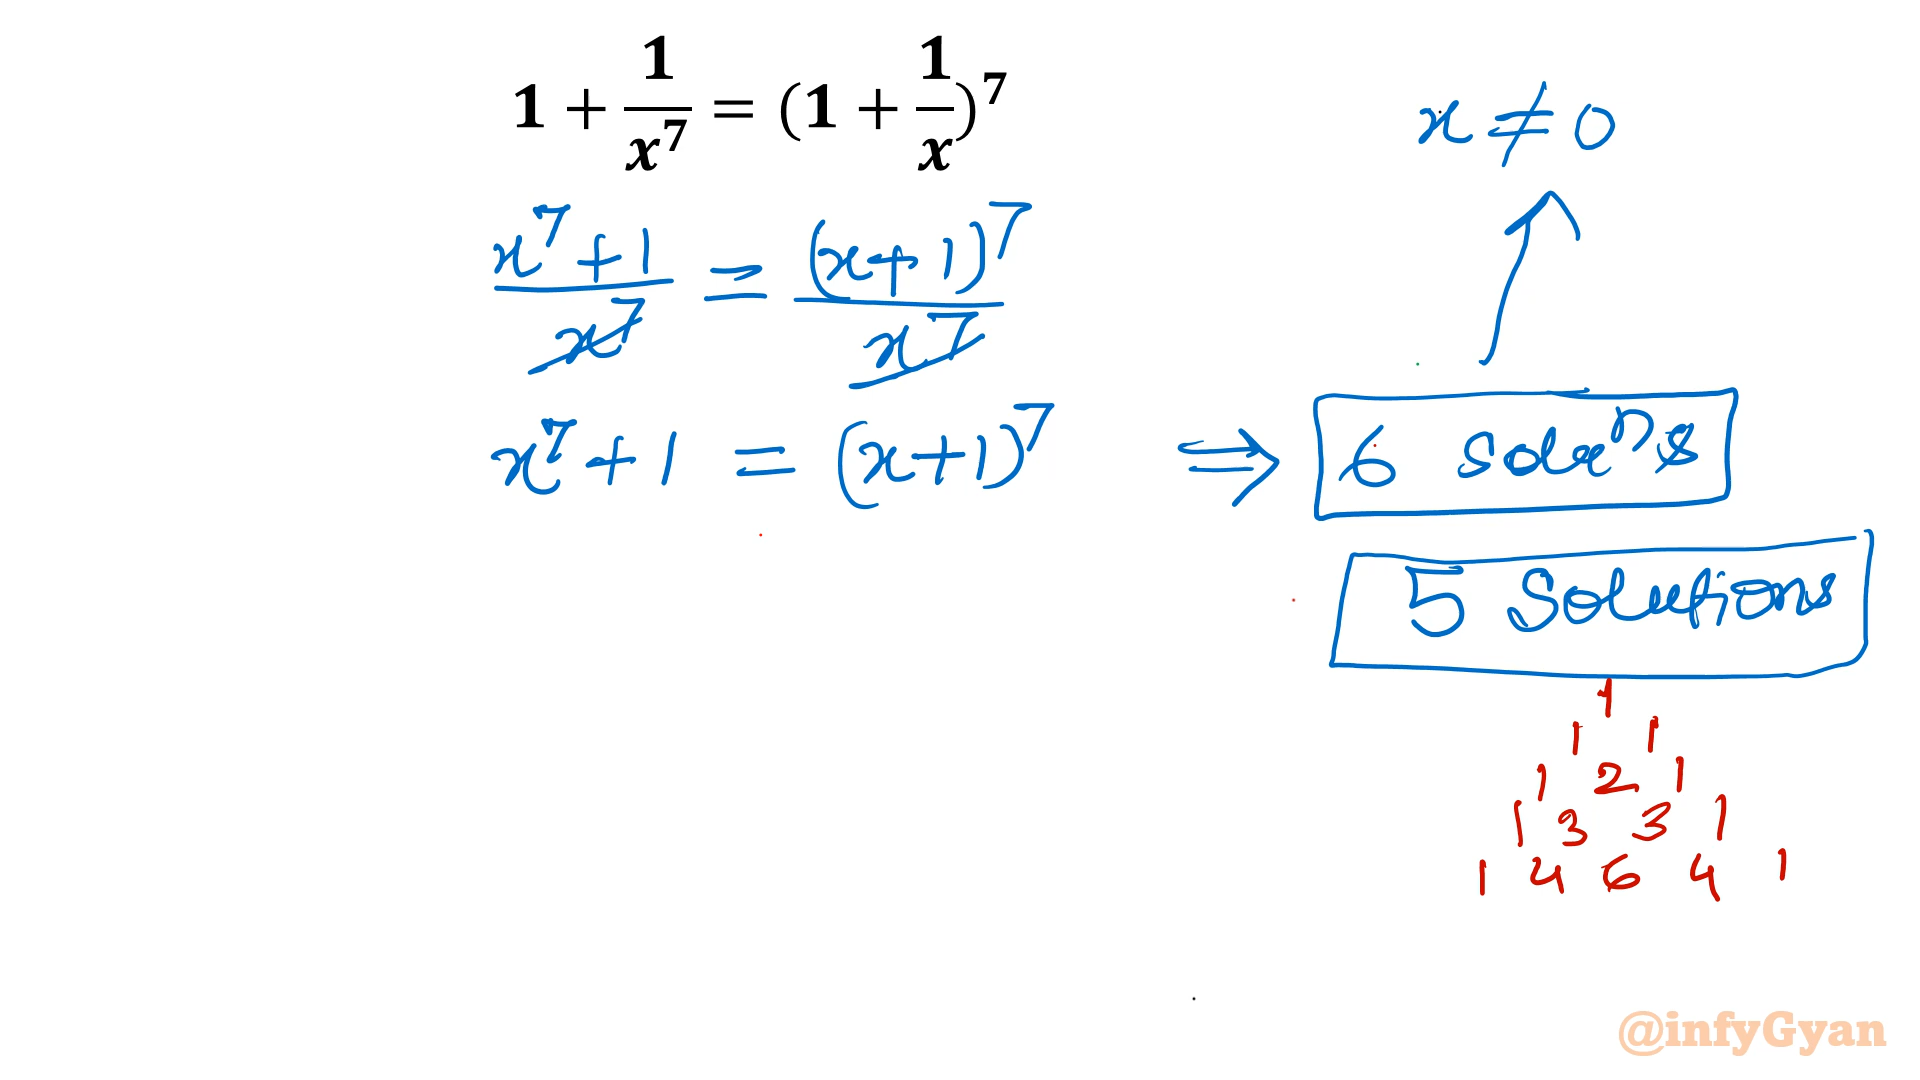 1 + 1/x⁷ = (1 + 1/x)⁷
x ≠ 0
(x⁷ + 1)/x⁷ = (x+1)⁷/x⁷
x⁷ + 1 = (x+1)⁷ ⇒ 6 soluⁿs
5 Solutions
1
1 1
1 2 1
1 3 3 1
1 4 6 4 1
@infyGyan